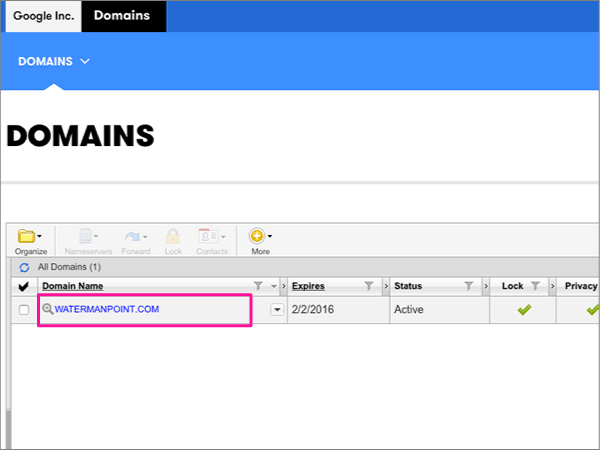 Google Inc. Domains
DOMAINS
DOMAINS
Organize Nameservers Forward Lock Contacts More
All Domains (1)
Domain Name Expires Status Lock Privacy
WATERMANPOINT.COM 2/2/2016 Active